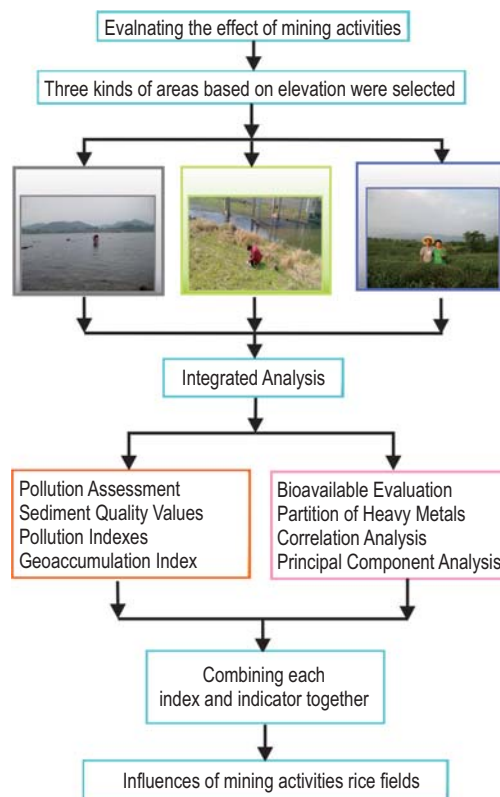 Evalnating the effect of mining activities
Three kinds of areas based on elevation were selected
Integrated Analysis
Pollution Assessment
Sediment Quality Values
Pollution Indexes
Geoaccumulation Index
Bioavailable Evaluation
Partition of Heavy Metals
Correlation Analysis
Principal Component Analysis
Combining each
index and indicator together
Influences of mining activities rice fields